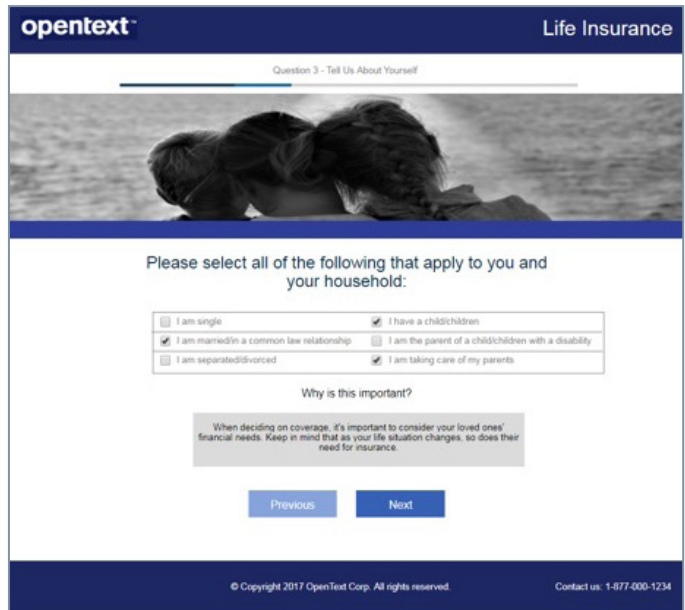 opentext™
Life Insurance
Question 3 - Tell Us About Yourself
Please select all of the following that apply to you and
your household:
I am single
I have a child/children
I am married/in a common law relationship
I am the parent of a child/children with a disability
I am separated/divorced
I am taking care of my parents
Why is this important?
When deciding on coverage, it's important to consider your loved ones'
financial needs. Keep in mind that as your life situation changes, so does their
need for insurance.
Previous
Next
© Copyright 2017 OpenText Corp. All rights reserved.
Contact us: 1-877-000-1234